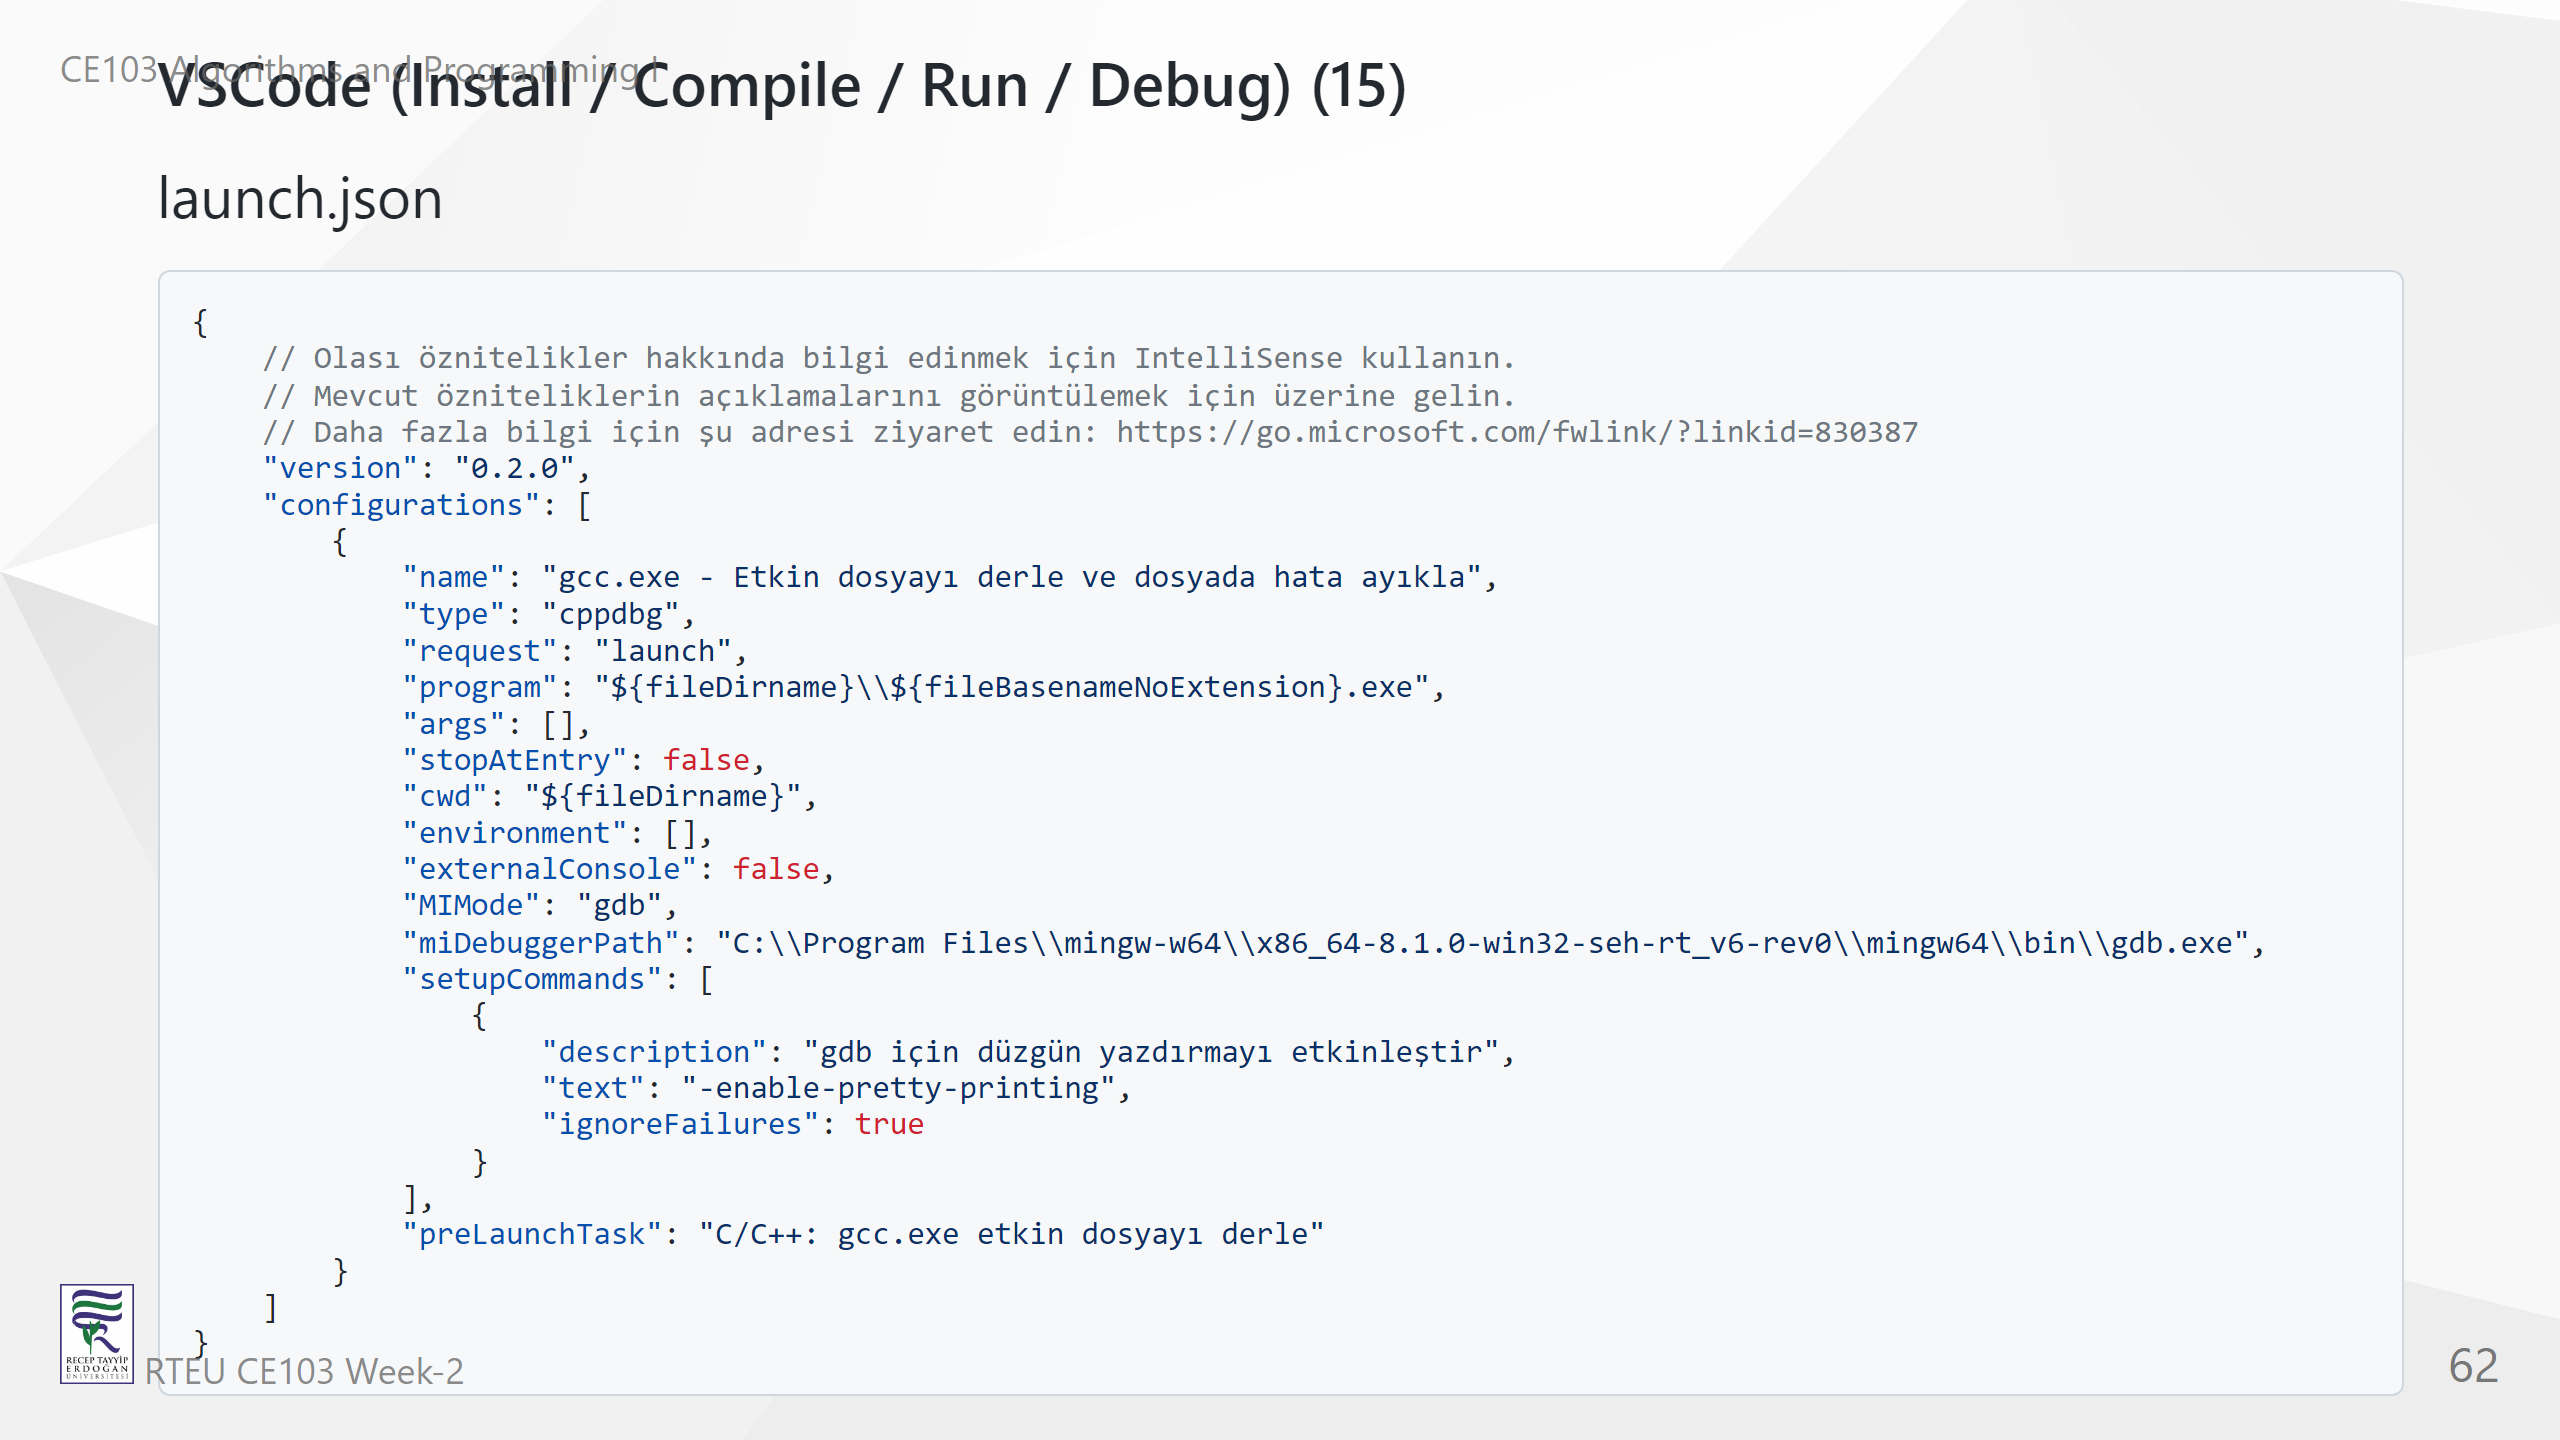 CE103 Algorithms and Programming I
VSCode (Install / Compile / Run / Debug) (15)
launch.json
{
    // Olası öznitelikler hakkında bilgi edinmek için IntelliSense kullanın.
    // Mevcut özniteliklerin açıklamalarını görüntülemek için üzerine gelin.
    // Daha fazla bilgi için şu adresi ziyaret edin: https://go.microsoft.com/fwlink/?linkid=830387
    "version": "0.2.0",
    "configurations": [
        {
            "name": "gcc.exe - Etkin dosyayı derle ve dosyada hata ayıkla",
            "type": "cppdbg",
            "request": "launch",
            "program": "${fileDirname}\\${fileBasenameNoExtension}.exe",
            "args": [],
            "stopAtEntry": false,
            "cwd": "${fileDirname}",
            "environment": [],
            "externalConsole": false,
            "MIMode": "gdb",
            "miDebuggerPath": "C:\\Program Files\\mingw-w64\\x86_64-8.1.0-win32-seh-rt_v6-rev0\\mingw64\\bin\\gdb.exe",
            "setupCommands": [
                {
                    "description": "gdb için düzgün yazdırmayı etkinleştir",
                    "text": "-enable-pretty-printing",
                    "ignoreFailures": true
                }
            ],
            "preLaunchTask": "C/C++: gcc.exe etkin dosyayı derle"
        }
    ]
}
RECEP TAYYİP
ERDOĞAN
ÜNİVERSİTESİ
RTEU CE103 Week-2
62